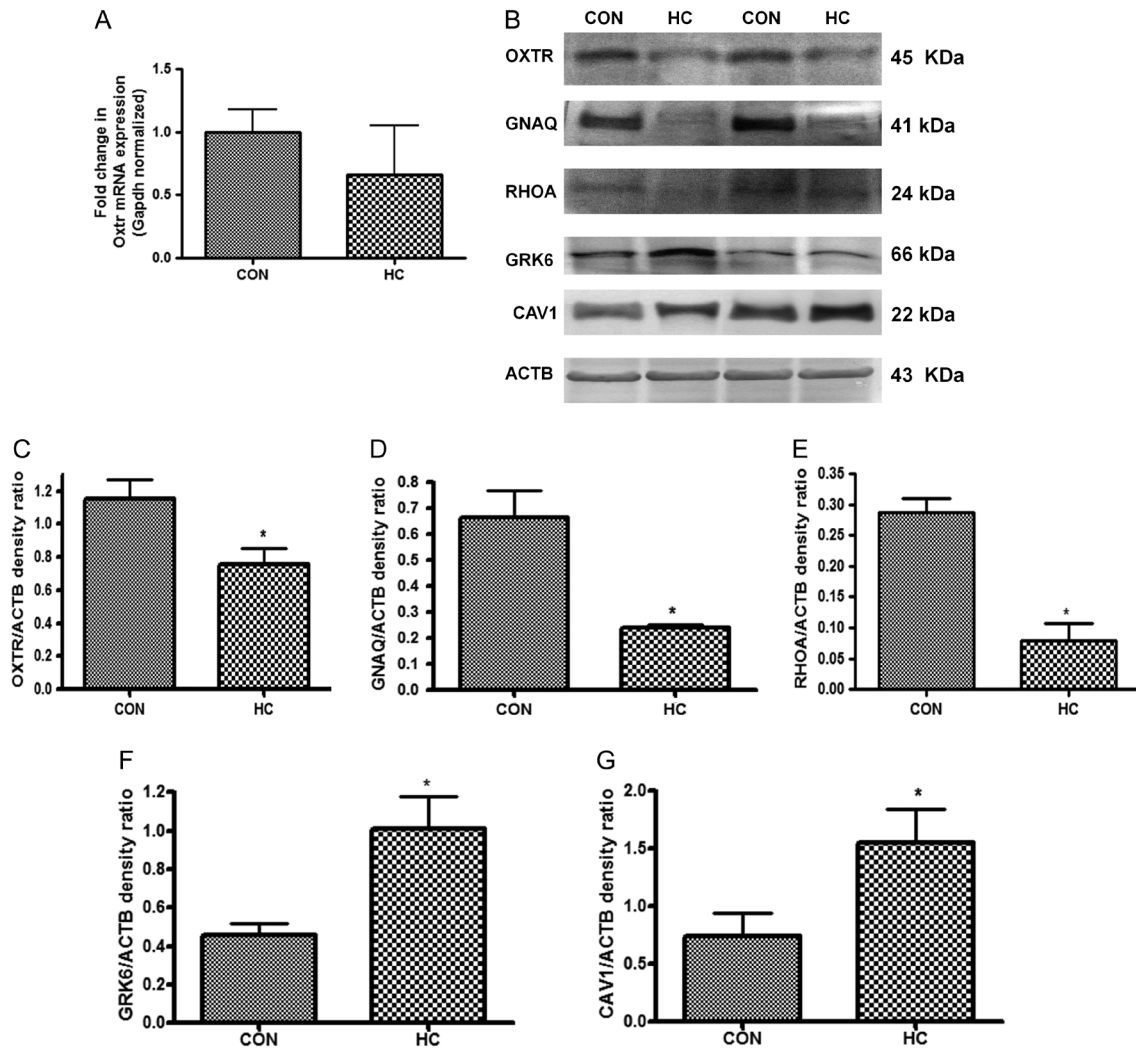 A
Fold change in
Oxtr mRNA expression
(Gapdh normalized)
1.5
1.0
0.5
0.0
CON HC
B
CON HC CON HC
OXTR 45 KDa
GNAQ 41 kDa
RHOA 24 kDa
GRK6 66 kDa
CAV1 22 kDa
ACTB 43 KDa
C
OXTR/ACTB density ratio
1.2
1.0
0.8
0.6
0.4
0.2
0.0
*
CON HC
D
GNAQ/ACTB density ratio
0.8
0.7
0.6
0.5
0.4
0.3
0.2
0.1
0.0
*
CON HC
E
RHOA/ACTB density ratio
0.35
0.30
0.25
0.20
0.15
0.10
0.05
0.00
*
CON HC
F
GRK6/ACTB density ratio
1.2
1.0
0.8
0.6
0.4
0.2
0.0
*
CON HC
G
CAV1/ACTB density ratio
2.0
1.5
1.0
0.5
0.0
*
CON HC